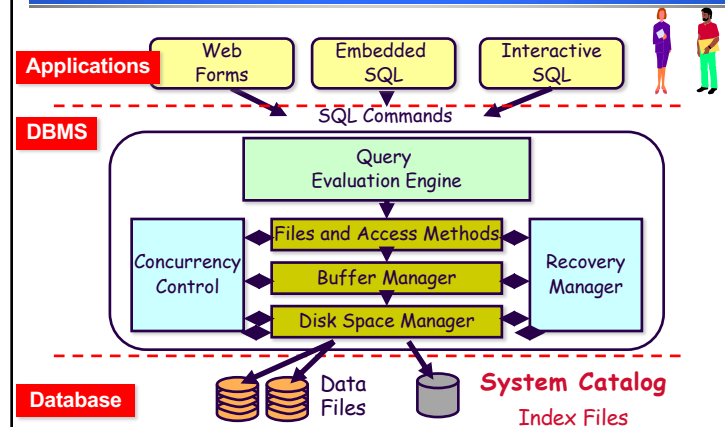 Applications
Web
Forms
Embedded
SQL
Interactive
SQL
SQL Commands
DBMS
Query
Evaluation Engine
Files and Access Methods
Concurrency
Control
Buffer Manager
Recovery
Manager
Disk Space Manager
Database
Data
Files
System Catalog
Index Files